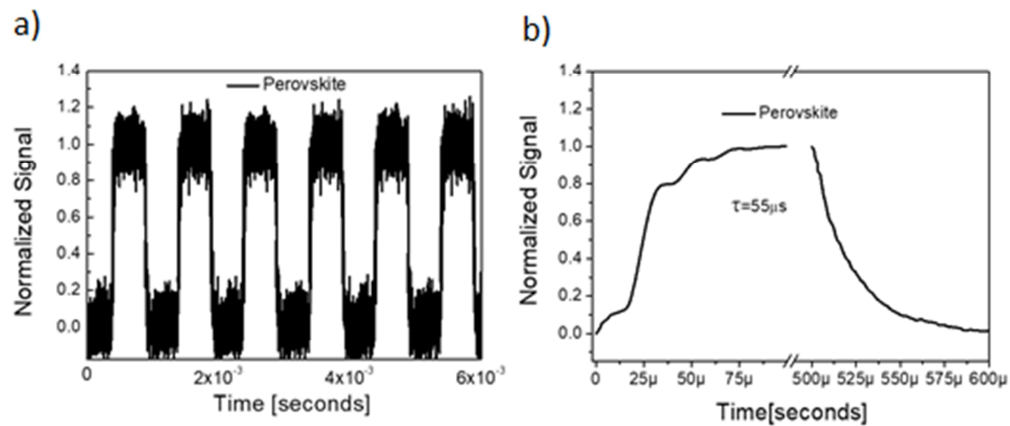 a)
Normalized Signal
1.4
1.2
1.0
0.8
0.6
0.4
0.2
0.0
Perovskite
0
2x10⁻³
4x10⁻³
6x10⁻³
Time [seconds]
b)
Normalized Signal
1.4
1.2
1.0
0.8
0.6
0.4
0.2
0.0
Perovskite
τ=55μs
0
25μ
50μ
75μ
500μ
525μ
550μ
575μ
600μ
Time[seconds]